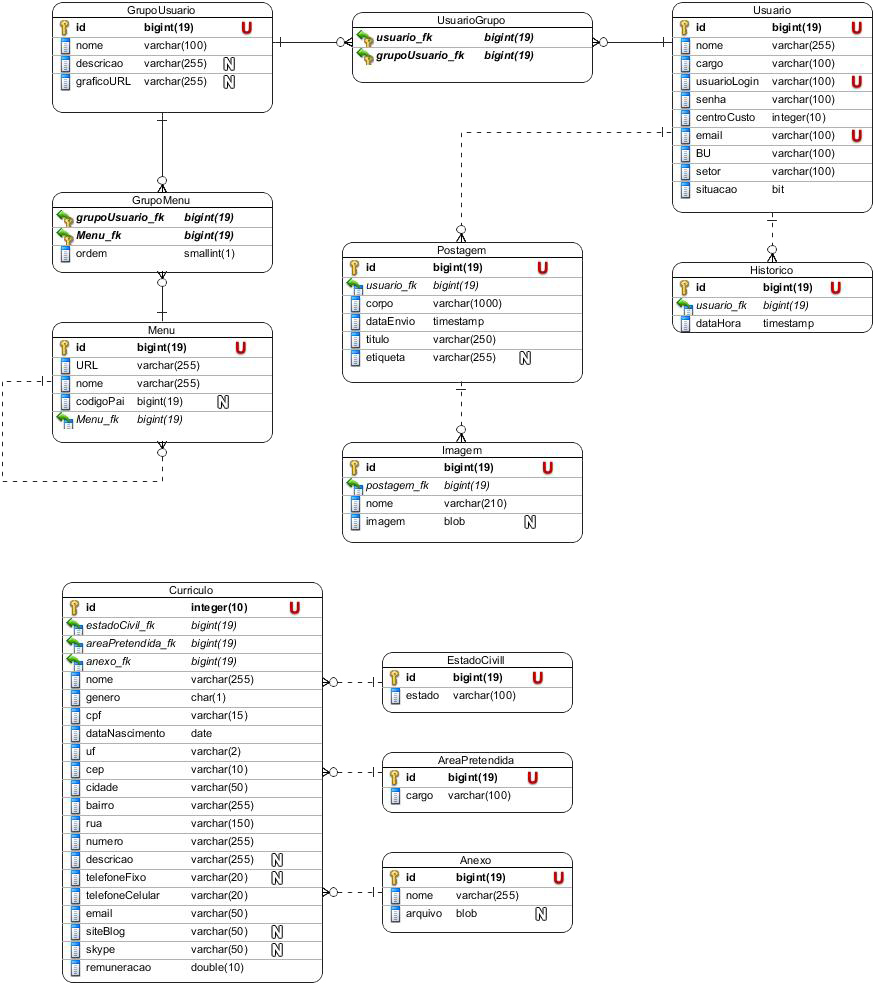 GrupoUsuario
id bigint(19) U
nome varchar(100)
descricao varchar(255) N
graficoURL varchar(255) N
UsuarioGrupo
usuario_fk bigint(19)
grupoUsuario_fk bigint(19)
Usuario
id bigint(19) U
nome varchar(255)
cargo varchar(100)
usuarioLogin varchar(100) U
senha varchar(100)
centroCusto integer(10)
email varchar(100) U
BU varchar(100)
setor varchar(100)
situacao bit
GrupoMenu
grupoUsuario_fk bigint(19)
Menu_fk bigint(19)
ordem smallint(1)
Postagem
id bigint(19) U
usuario_fk bigint(19)
corpo varchar(1000)
dataEnvio timestamp
titulo varchar(250)
etiqueta varchar(255) N
Historico
id bigint(19) U
usuario_fk bigint(19)
dataHora timestamp
Menu
id bigint(19) U
URL varchar(255)
nome varchar(255)
codigoPai bigint(19) N
Menu_fk bigint(19)
Imagem
id bigint(19) U
postagem_fk bigint(19)
nome varchar(210)
imagem blob N
Curriculo
id integer(10) U
estadoCivil_fk bigint(19)
areaPretendida_fk bigint(19)
anexo_fk bigint(19)
nome varchar(255)
genero char(1)
cpf varchar(15)
dataNascimento date
uf varchar(2)
cep varchar(10)
cidade varchar(50)
bairro varchar(255)
rua varchar(150)
numero varchar(255)
descricao varchar(255) N
telefoneFixo varchar(20) N
telefoneCelular varchar(20)
email varchar(50)
siteBlog varchar(50) N
skype varchar(50) N
remuneracao double(10)
EstadoCivill
id bigint(19) U
estado varchar(100)
AreaPretendida
id bigint(19) U
cargo varchar(100)
Anexo
id bigint(19) U
nome varchar(255)
arquivo blob N